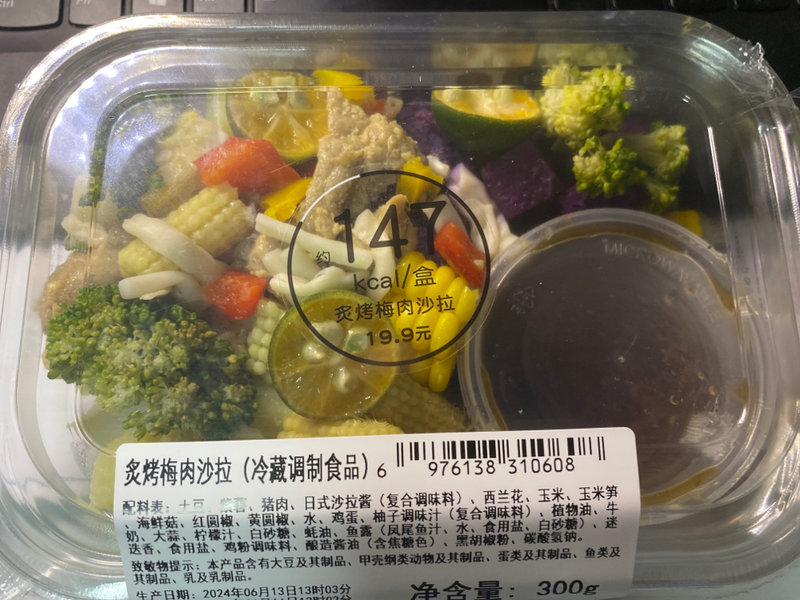 Ctrl
147
约
kcal/盒
炙烤梅肉沙拉
19.9元
炙烤梅肉沙拉（冷藏调制食品）
6 976138 310608
配料表：土豆、紫薯、猪肉、日式沙拉酱（复合调味料）、西兰花、玉米、玉米笋
、海鲜菇、红圆椒、黄圆椒、水、鸡蛋、柚子调味汁（复合调味料）、植物油、牛
奶、大蒜、柠檬汁、白砂糖、蚝油、鱼露（凤尾鱼汁、水、食用盐、白砂糖）、迷
迭香、食用盐、鸡粉调味料、酿造酱油（含焦糖色）、黑胡椒粉、碳酸氢钠。
致敏物提示：本产品含有大豆及其制品、甲壳纲类动物及其制品、蛋类及其制品、鱼类及
其制品、乳及乳制品。
生产日期：2024年06月13日13时03分
净含量：300g